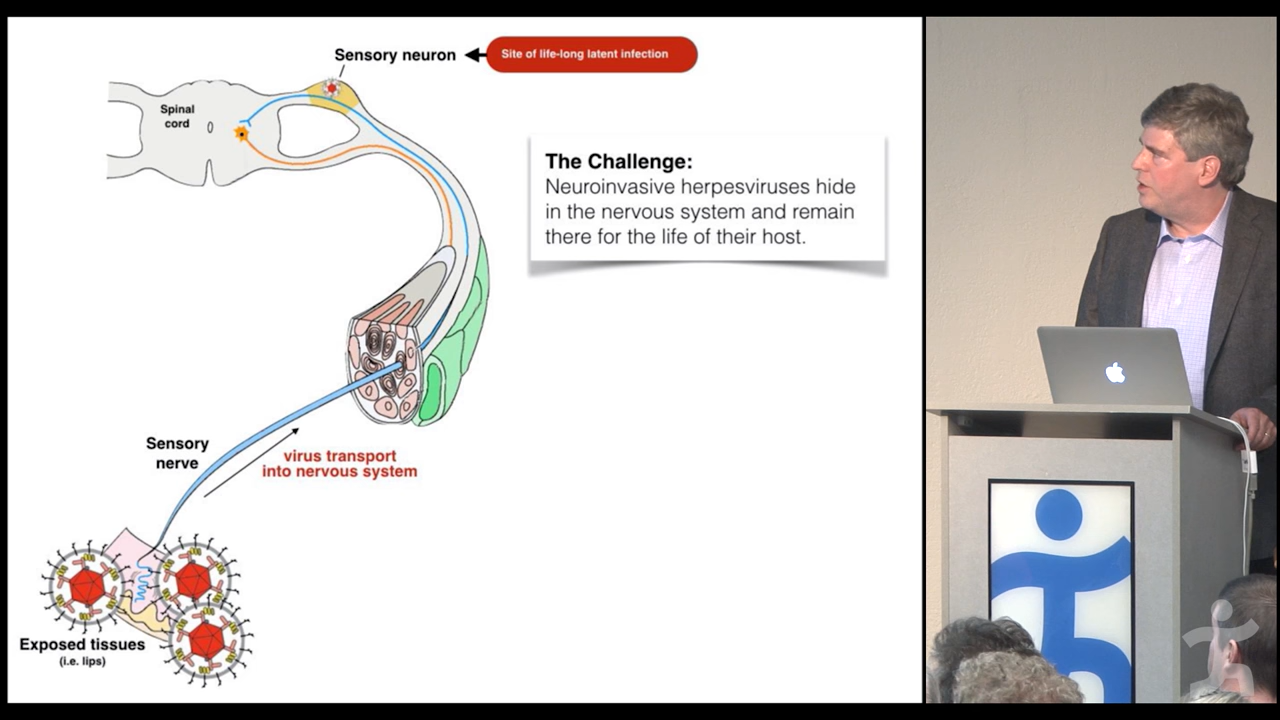 Sensory neuron
Site of life-long latent infection
Spinal
cord
The Challenge:
Neuroinvasive herpesviruses hide
in the nervous system and remain
there for the life of their host.
Sensory
nerve
virus transport
into nervous system
Exposed tissues
(i.e. lips)